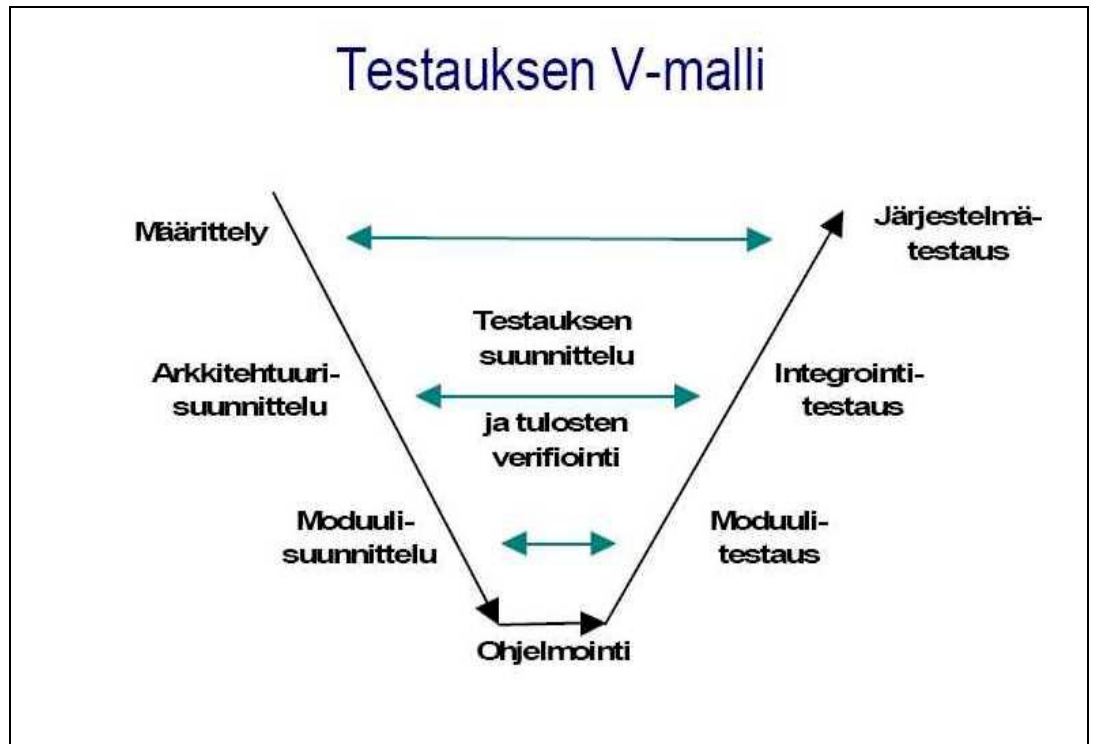 Testauksen V-malli
Määrittely
Järjestelmä-
testaus
Testauksen
suunnittelu
Arkkitehtuuri-
suunnittelu
Integrointi-
testaus
ja tulosten
verifiointi
Moduuli-
suunnittelu
Moduuli-
testaus
Ohjelmointi